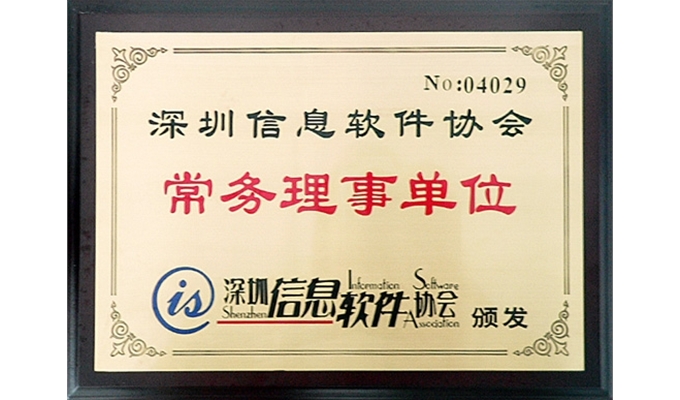 No:04029
深圳信息软件协会
常务理事单位
is 深圳信息软件协会 颁发
Shenzhen Information Software Association